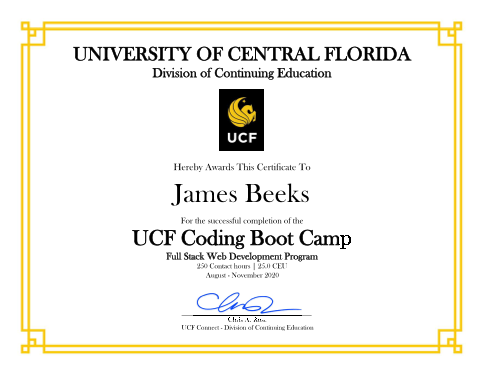 UNIVERSITY OF CENTRAL FLORIDA
Division of Continuing Education
UCF
Hereby Awards This Certificate To
James Beeks
For the successful completion of the
UCF Coding Boot Camp
Full Stack Web Development Program
250 Contact hours | 25.0 CEU
August - November 2020
Chris A.
UCF Connect - Division of Continuing Education